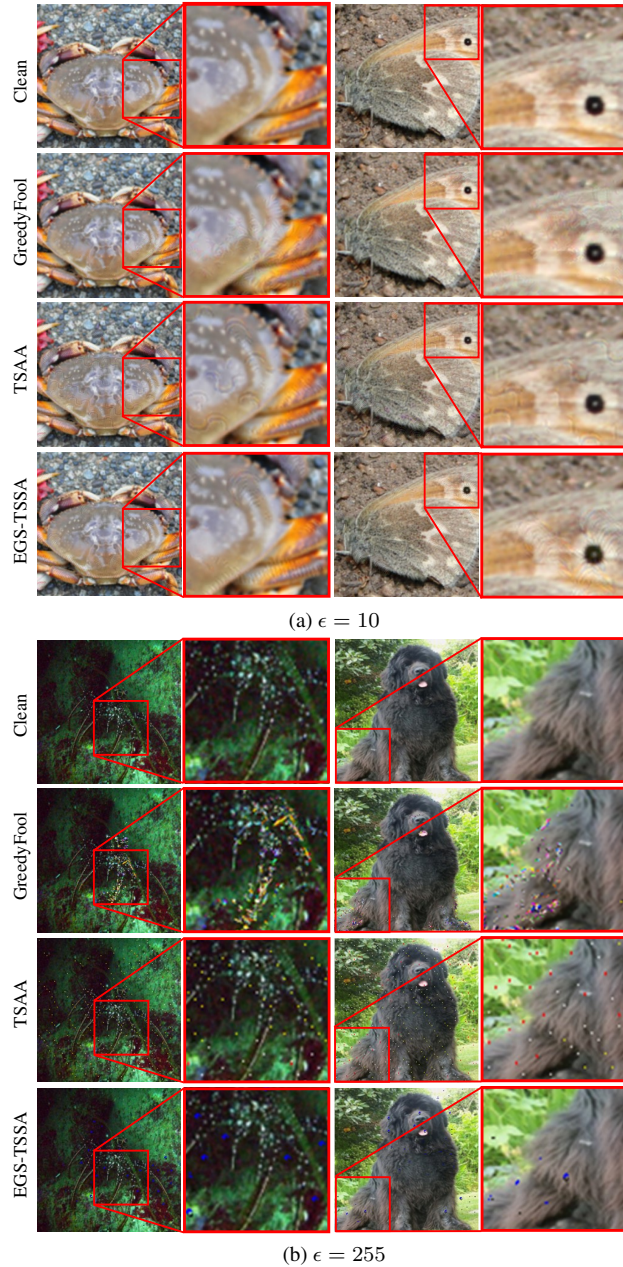 Clean
GreedyFool
TSAA
EGS-TSSA
(a) ϵ = 10
Clean
GreedyFool
TSAA
EGS-TSSA
(b) ϵ = 255